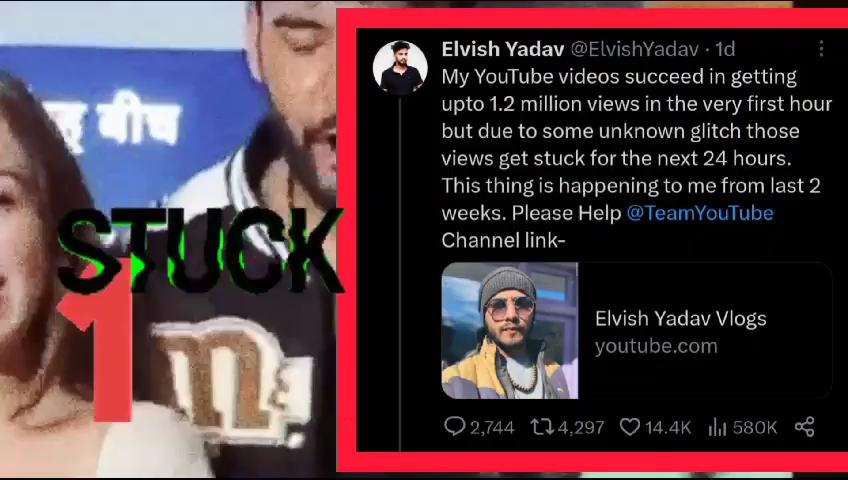 बीच
STUCK
1
Elvish Yadav @ElvishYadav · 1d
My YouTube videos succeed in getting
upto 1.2 million views in the very first hour
but due to some unknown glitch those
views get stuck for the next 24 hours.
This thing is happening to me from last 2
weeks. Please Help @TeamYouTube
Channel link-
Elvish Yadav Vlogs
youtube.com
2,744 4,297 14.4K 580K